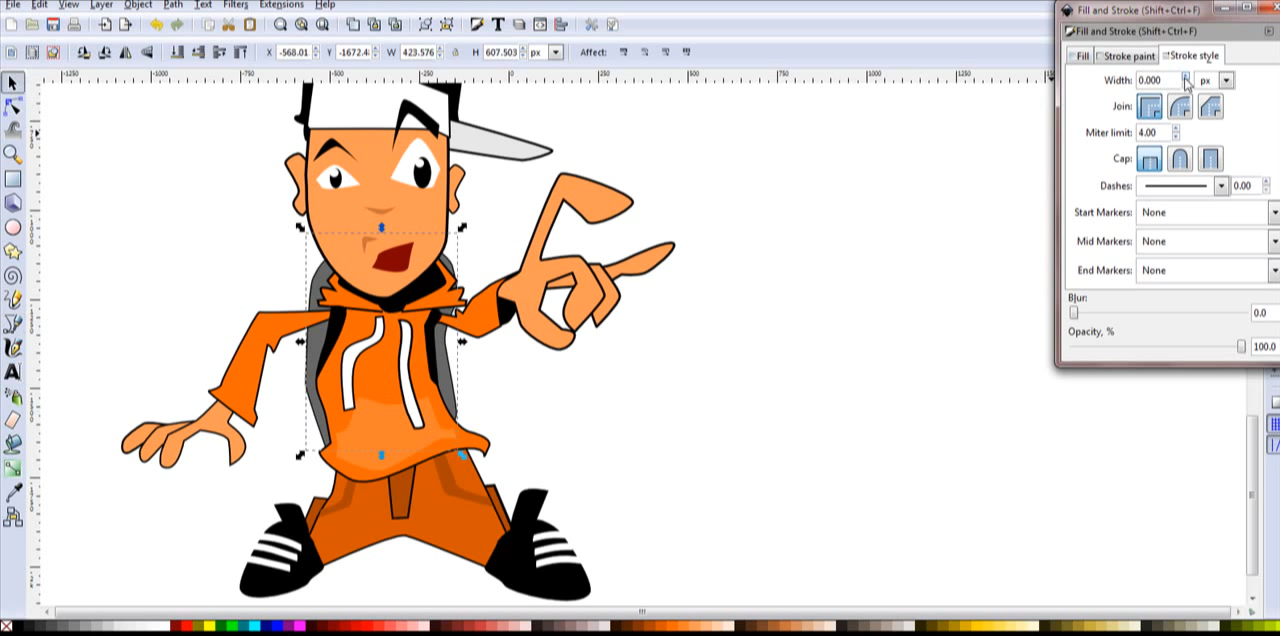 File Edit View Layer Object Path Text Filters Extensions Help
Fill and Stroke (Shift+Ctrl+F)
X -568.01 Y -1672.4 W 423.576 H 607.503 px Affect:
Fill and Stroke (Shift+Ctrl+F)
Fill Stroke paint Stroke style
-1250 -1000 -750 -500 -250 0 250 500 750 1000 1250
Width: 0.000 px
Join:
Miter limit: 4.00
Cap:
Dashes: 0.00
Start Markers: None
Mid Markers: None
End Markers: None
Blur:
0.0
Opacity, %
100.0